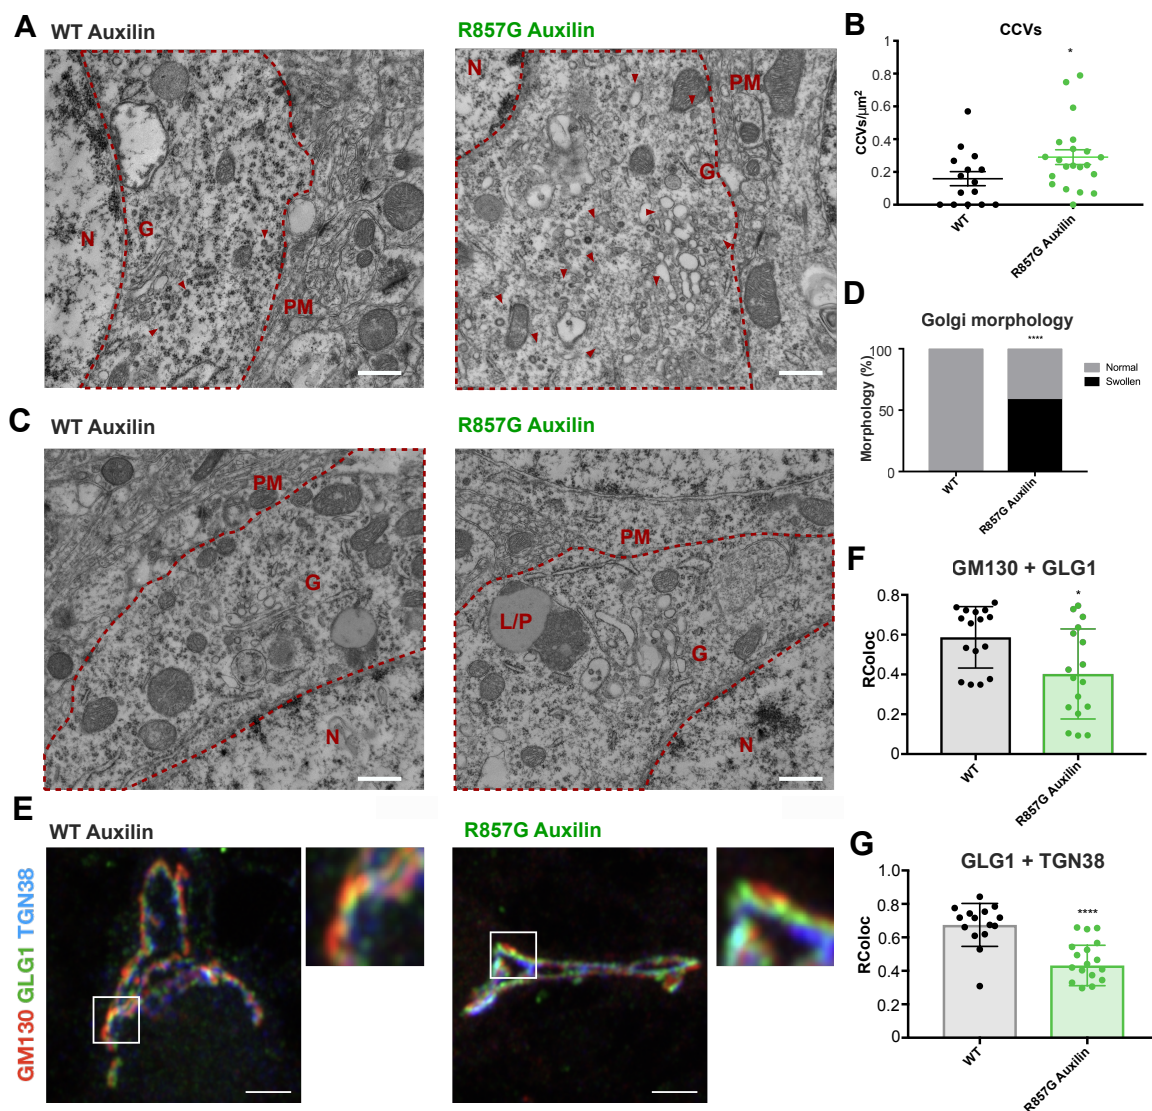 A
WT Auxilin
N
G
PM
R857G Auxilin
N
PM
G
B
CCVs
*
CCVs/µm²
1
0.8
0.6
0.4
0.2
0
WT
R857G Auxilin
C
WT Auxilin
PM
G
N
R857G Auxilin
PM
L/P
G
N
D
Golgi morphology
****
Morphology (%)
100
50
0
Normal
Swollen
WT
R857G Auxilin
E
WT Auxilin
R857G Auxilin
GM130 GLG1 TGN38
F
GM130 + GLG1
*
RColoc
0.8
0.6
0.4
0.2
0
WT
R857G Auxilin
G
GLG1 + TGN38
****
RColoc
1.0
0.8
0.6
0.4
0.2
0
WT
R857G Auxilin